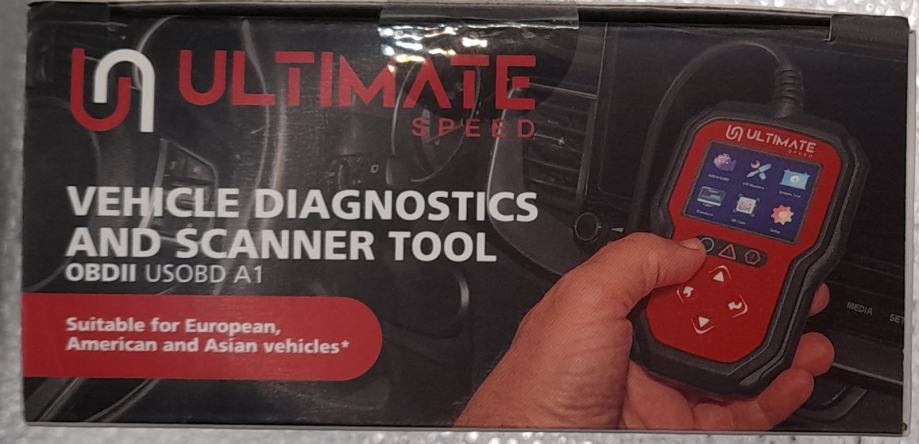 ULTIMATE
SPEED
VEHICLE DIAGNOSTICS
AND SCANNER TOOL
OBDII USOBD A1
Suitable for European,
American and Asian vehicles*
ULTIMATE
SPEED
MEDIA